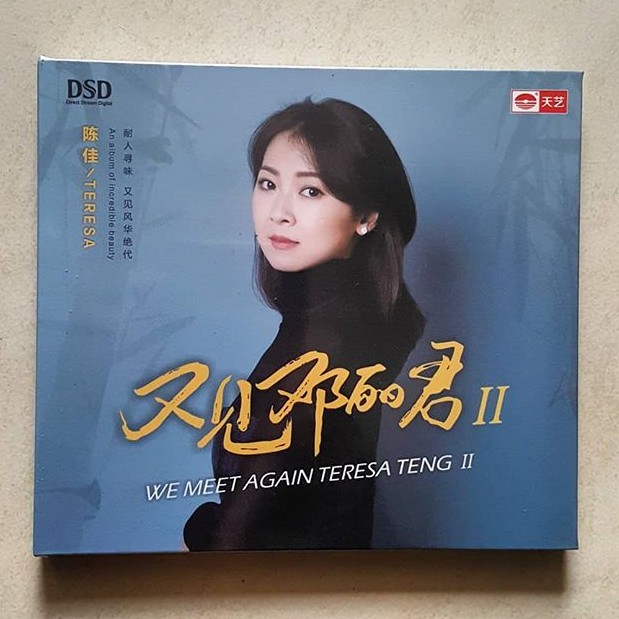 DSD
Direct Stream Digital
天艺
陈佳/TERESA
耐人寻味 又见风华绝代
An album of incredible beauty
又见邓丽君 II
WE MEET AGAIN TERESA TENG II